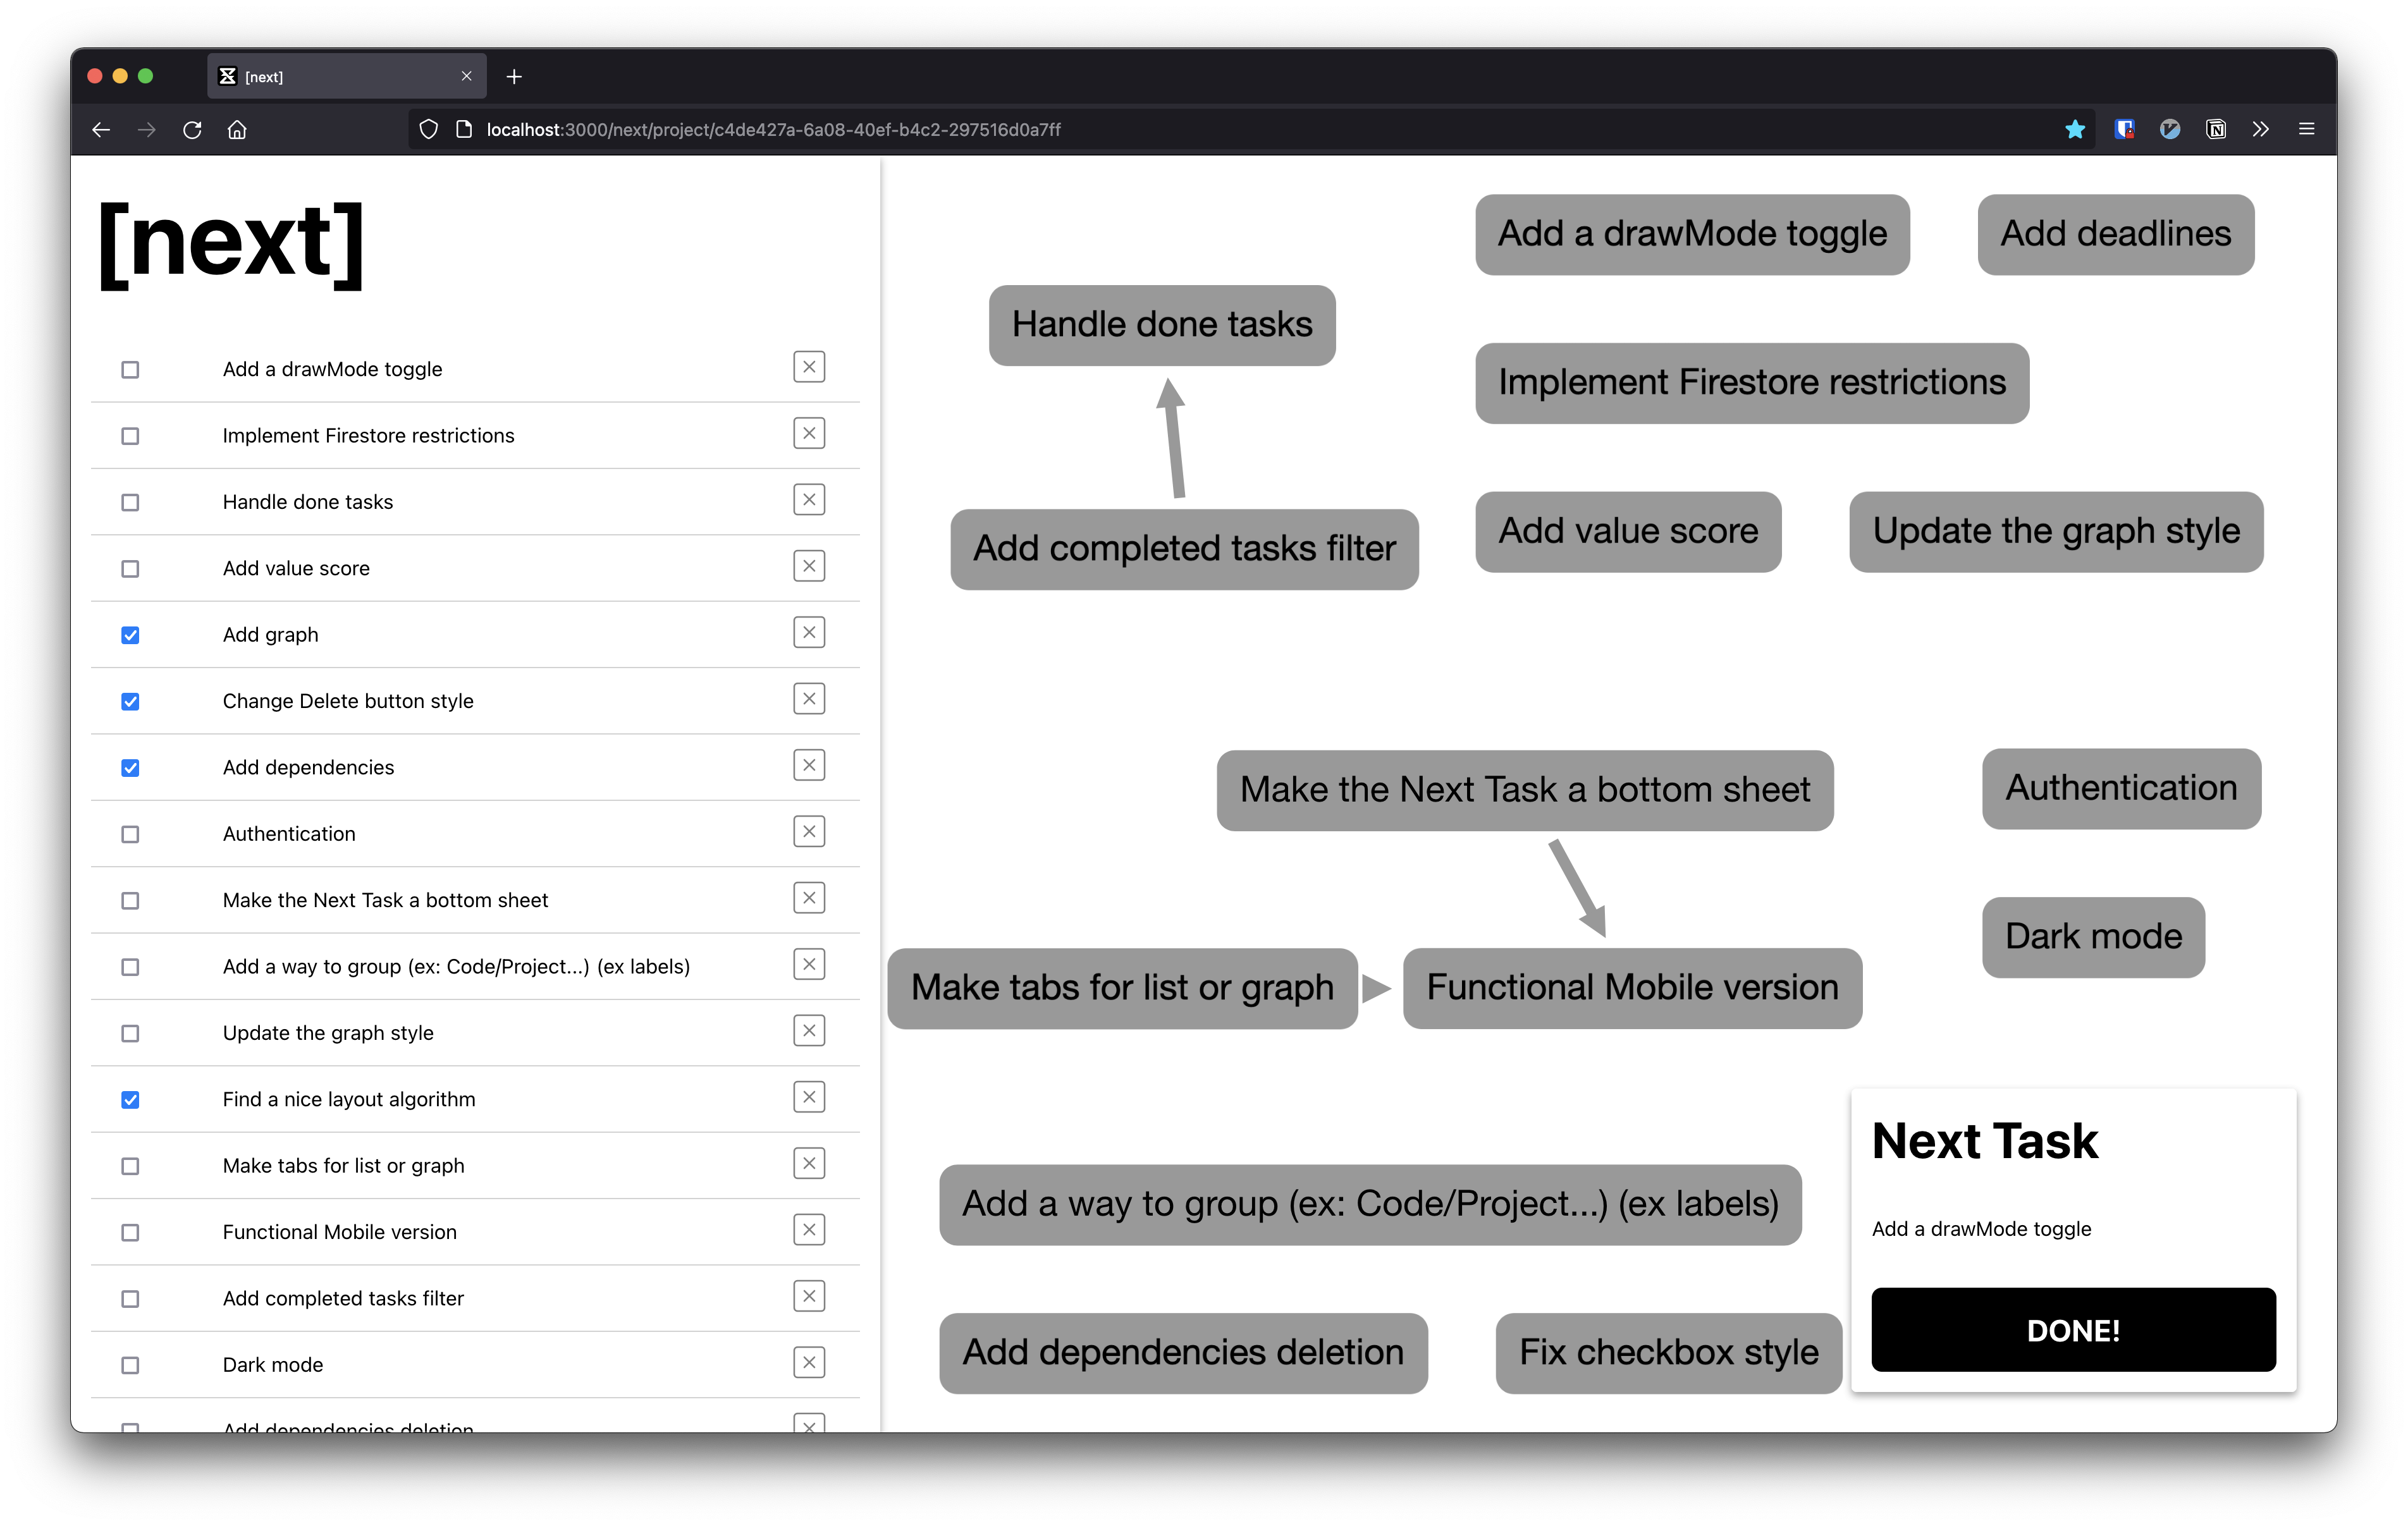 [next]
localhost:3000/next/project/c4de427a-6a08-40ef-b4c2-297516d0a7ff
[next]
Add a drawMode toggle
Implement Firestore restrictions
Handle done tasks
Add value score
Add graph
Change Delete button style
Add dependencies
Authentication
Make the Next Task a bottom sheet
Add a way to group (ex: Code/Project...) (ex labels)
Update the graph style
Find a nice layout algorithm
Make tabs for list or graph
Functional Mobile version
Add completed tasks filter
Dark mode
Add dependencies deletion
Add a drawMode toggle
Add deadlines
Handle done tasks
Implement Firestore restrictions
Add completed tasks filter
Add value score
Update the graph style
Make the Next Task a bottom sheet
Authentication
Dark mode
Make tabs for list or graph
Functional Mobile version
Add a way to group (ex: Code/Project...) (ex labels)
Add dependencies deletion
Fix checkbox style
Next Task
Add a drawMode toggle
DONE!